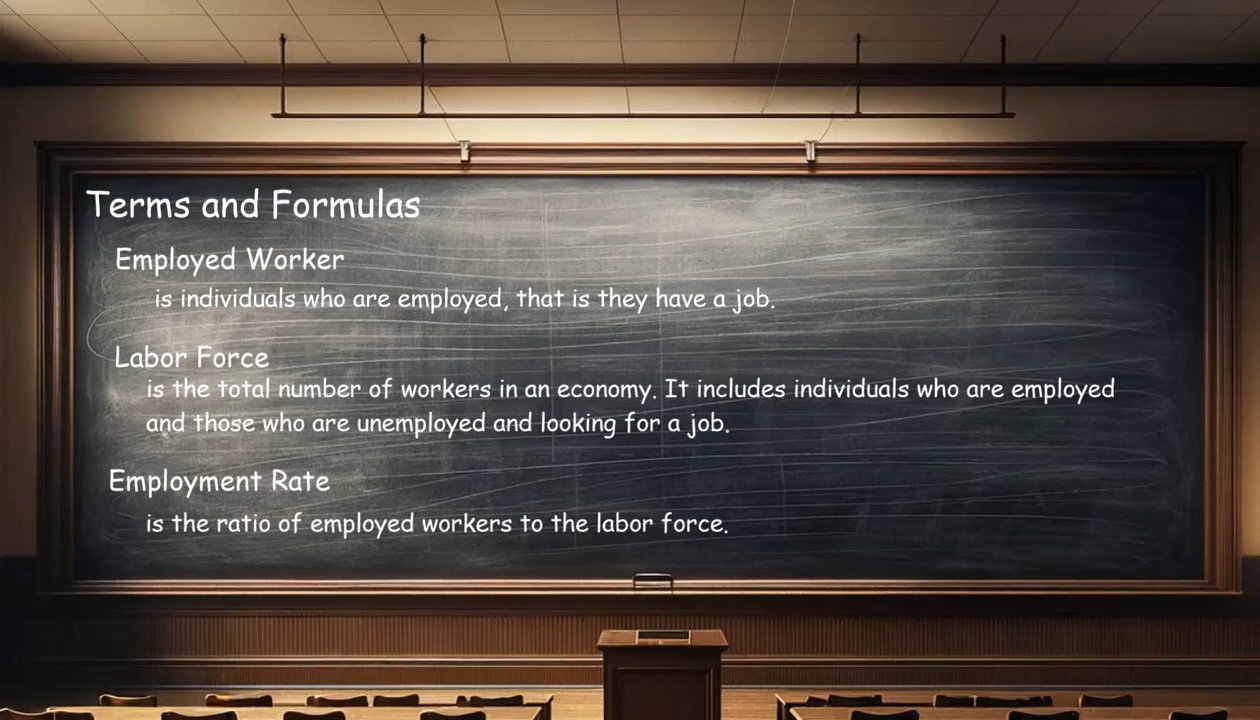 Terms and Formulas
Employed Worker
is individuals who are employed, that is they have a job.
Labor Force
is the total number of workers in an economy. It includes individuals who are employed
and those who are unemployed and looking for a job.
Employment Rate
is the ratio of employed workers to the labor force.